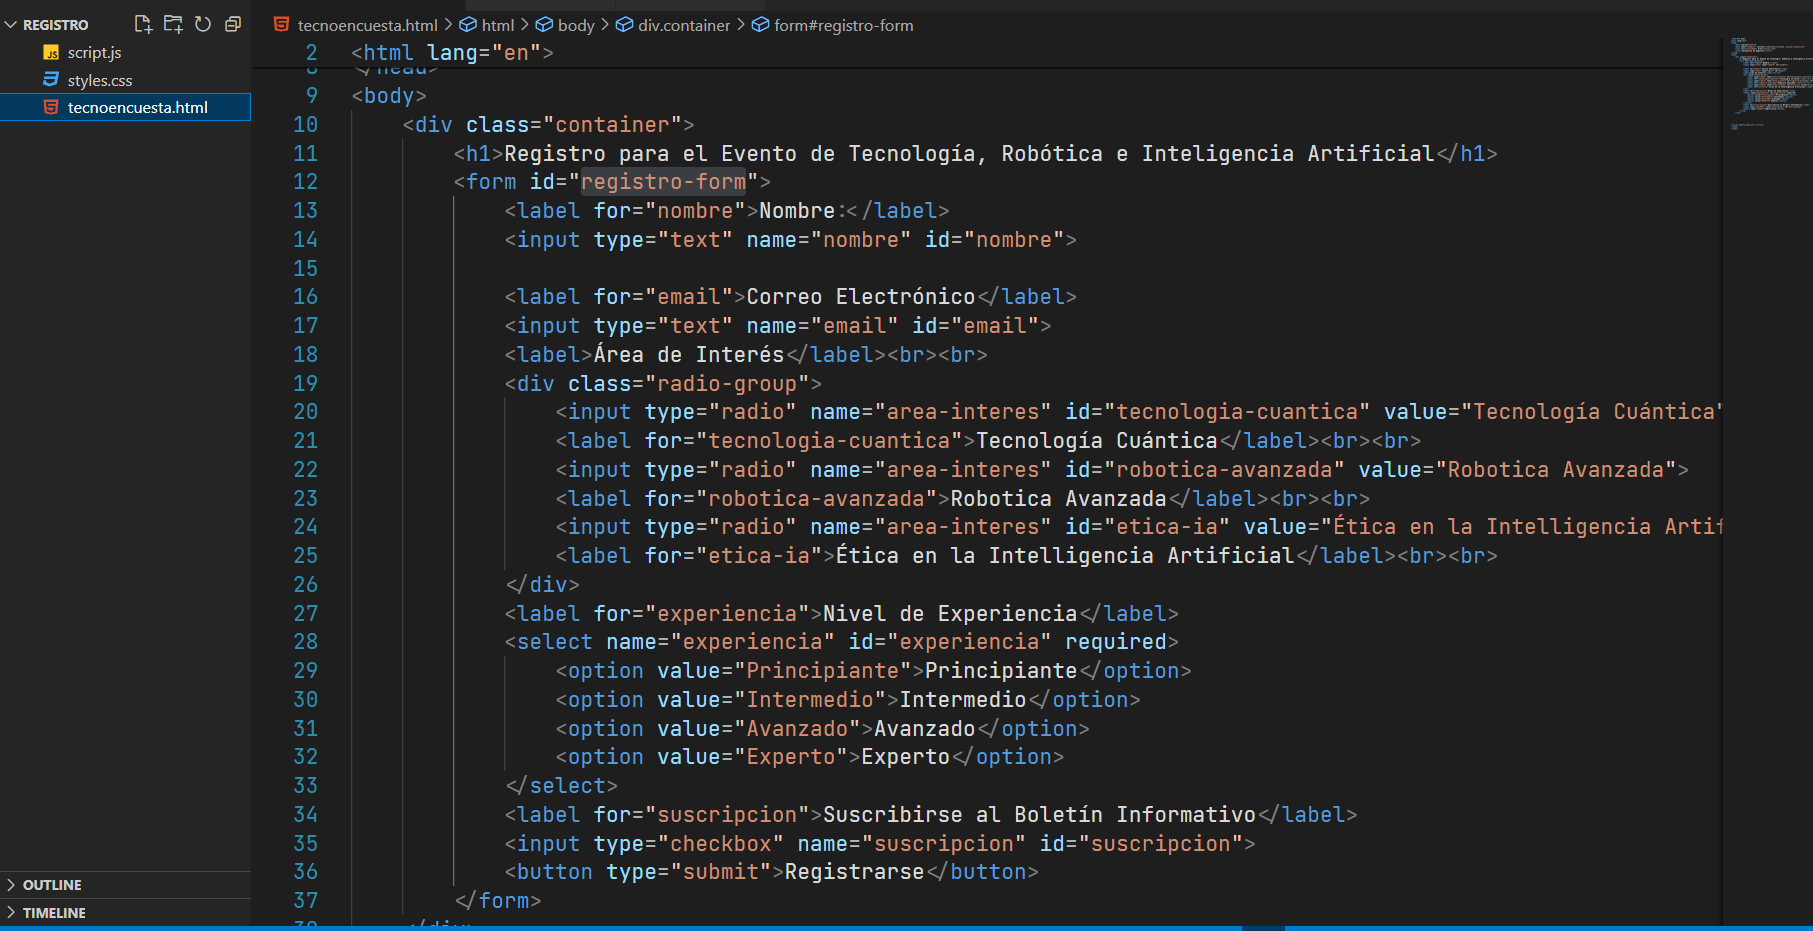 REGISTRO
script.js
styles.css
tecnoencuesta.html
OUTLINE
TIMELINE
tecnoencuesta.html > html > body > div.container > form#registro-form
2 <html lang="en">
</head>
9 <body>
10 <div class="container">
11 <h1>Registro para el Evento de Tecnología, Robótica e Inteligencia Artificial</h1>
12 <form id="registro-form">
13 <label for="nombre">Nombre:</label>
14 <input type="text" name="nombre" id="nombre">
15
16 <label for="email">Correo Electrónico</label>
17 <input type="text" name="email" id="email">
18 <label>Área de Interés</label><br><br>
19 <div class="radio-group">
20 <input type="radio" name="area-interes" id="tecnologia-cuantica" value="Tecnología Cuántica"
21 <label for="tecnologia-cuantica">Tecnología Cuántica</label><br><br>
22 <input type="radio" name="area-interes" id="robotica-avanzada" value="Robotica Avanzada">
23 <label for="robotica-avanzada">Robotica Avanzada</label><br><br>
24 <input type="radio" name="area-interes" id="etica-ia" value="Ética en la Intelligencia Artif
25 <label for="etica-ia">Ética en la Intelligencia Artificial</label><br><br>
26 </div>
27 <label for="experiencia">Nivel de Experiencia</label>
28 <select name="experiencia" id="experiencia" required>
29 <option value="Principiante">Principiante</option>
30 <option value="Intermedio">Intermedio</option>
31 <option value="Avanzado">Avanzado</option>
32 <option value="Experto">Experto</option>
33 </select>
34 <label for="suscripcion">Suscribirse al Boletín Informativo</label>
35 <input type="checkbox" name="suscripcion" id="suscripcion">
36 <button type="submit">Registrarse</button>
37 </form>